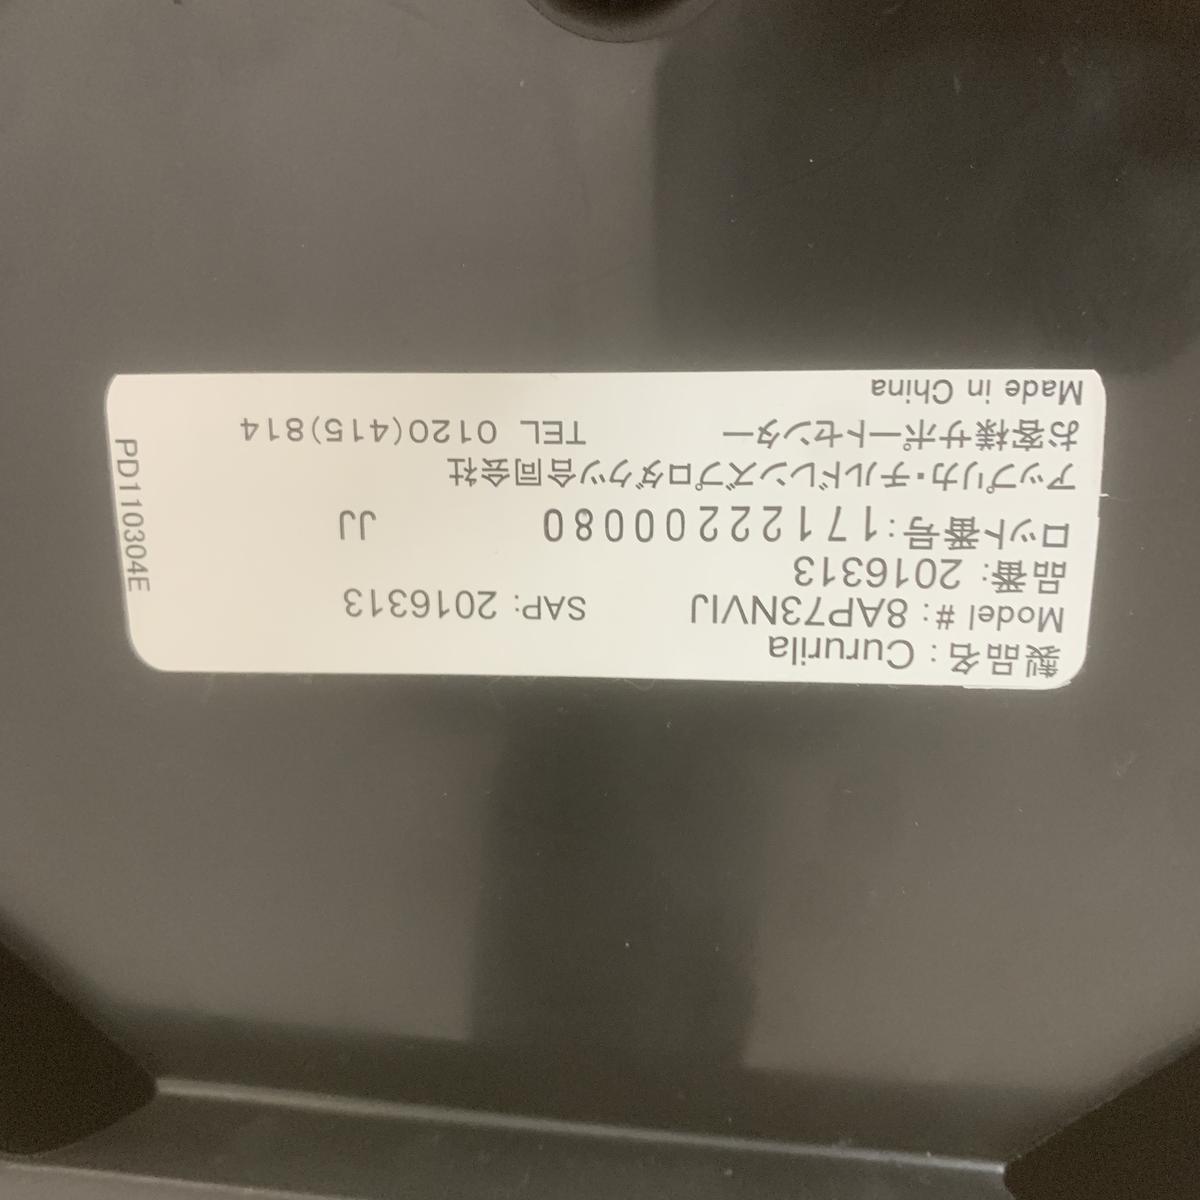 製品名：Cururila
Model #: 8AP73NVIJ SAP: 2016313
品番: 2016313
ロット番号:1712220080 JJ
アップリカ・チルドレンズプロダクツ合同会社
お客様サポートセンター TEL 0120(415)814
Made in China
PD110304E